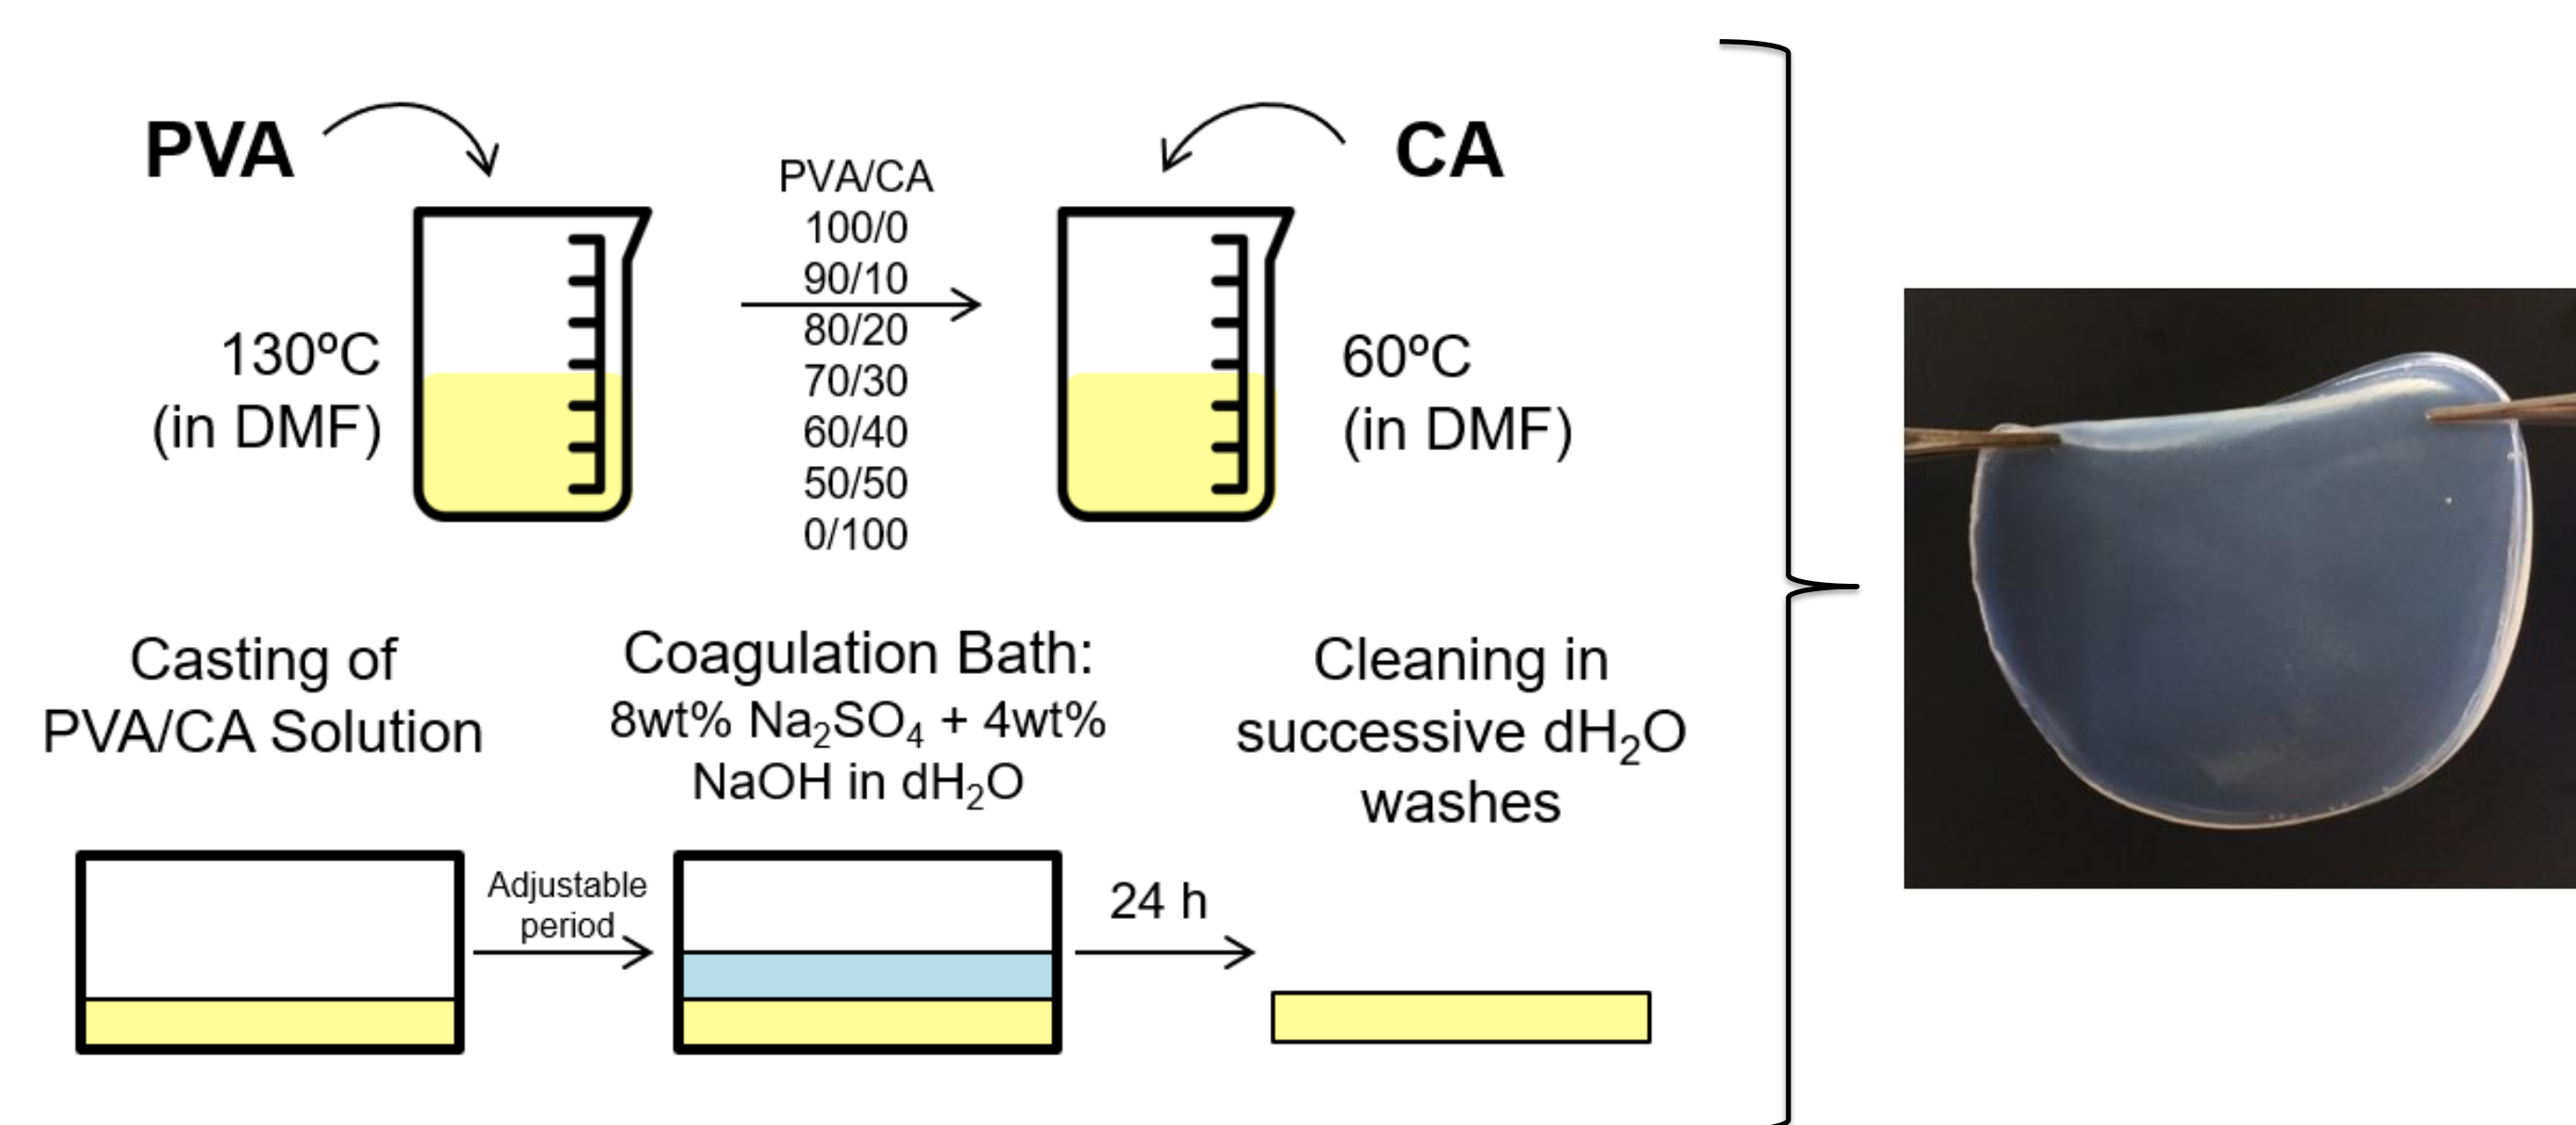 PVA
130ºC
(in DMF)
PVA/CA
100/0
90/10
80/20
70/30
60/40
50/50
0/100
CA
60ºC
(in DMF)
Casting of
PVA/CA Solution
Adjustable
period
Coagulation Bath:
8wt% Na₂SO₄ + 4wt%
NaOH in dH₂O
24 h
Cleaning in
successive dH₂O
washes